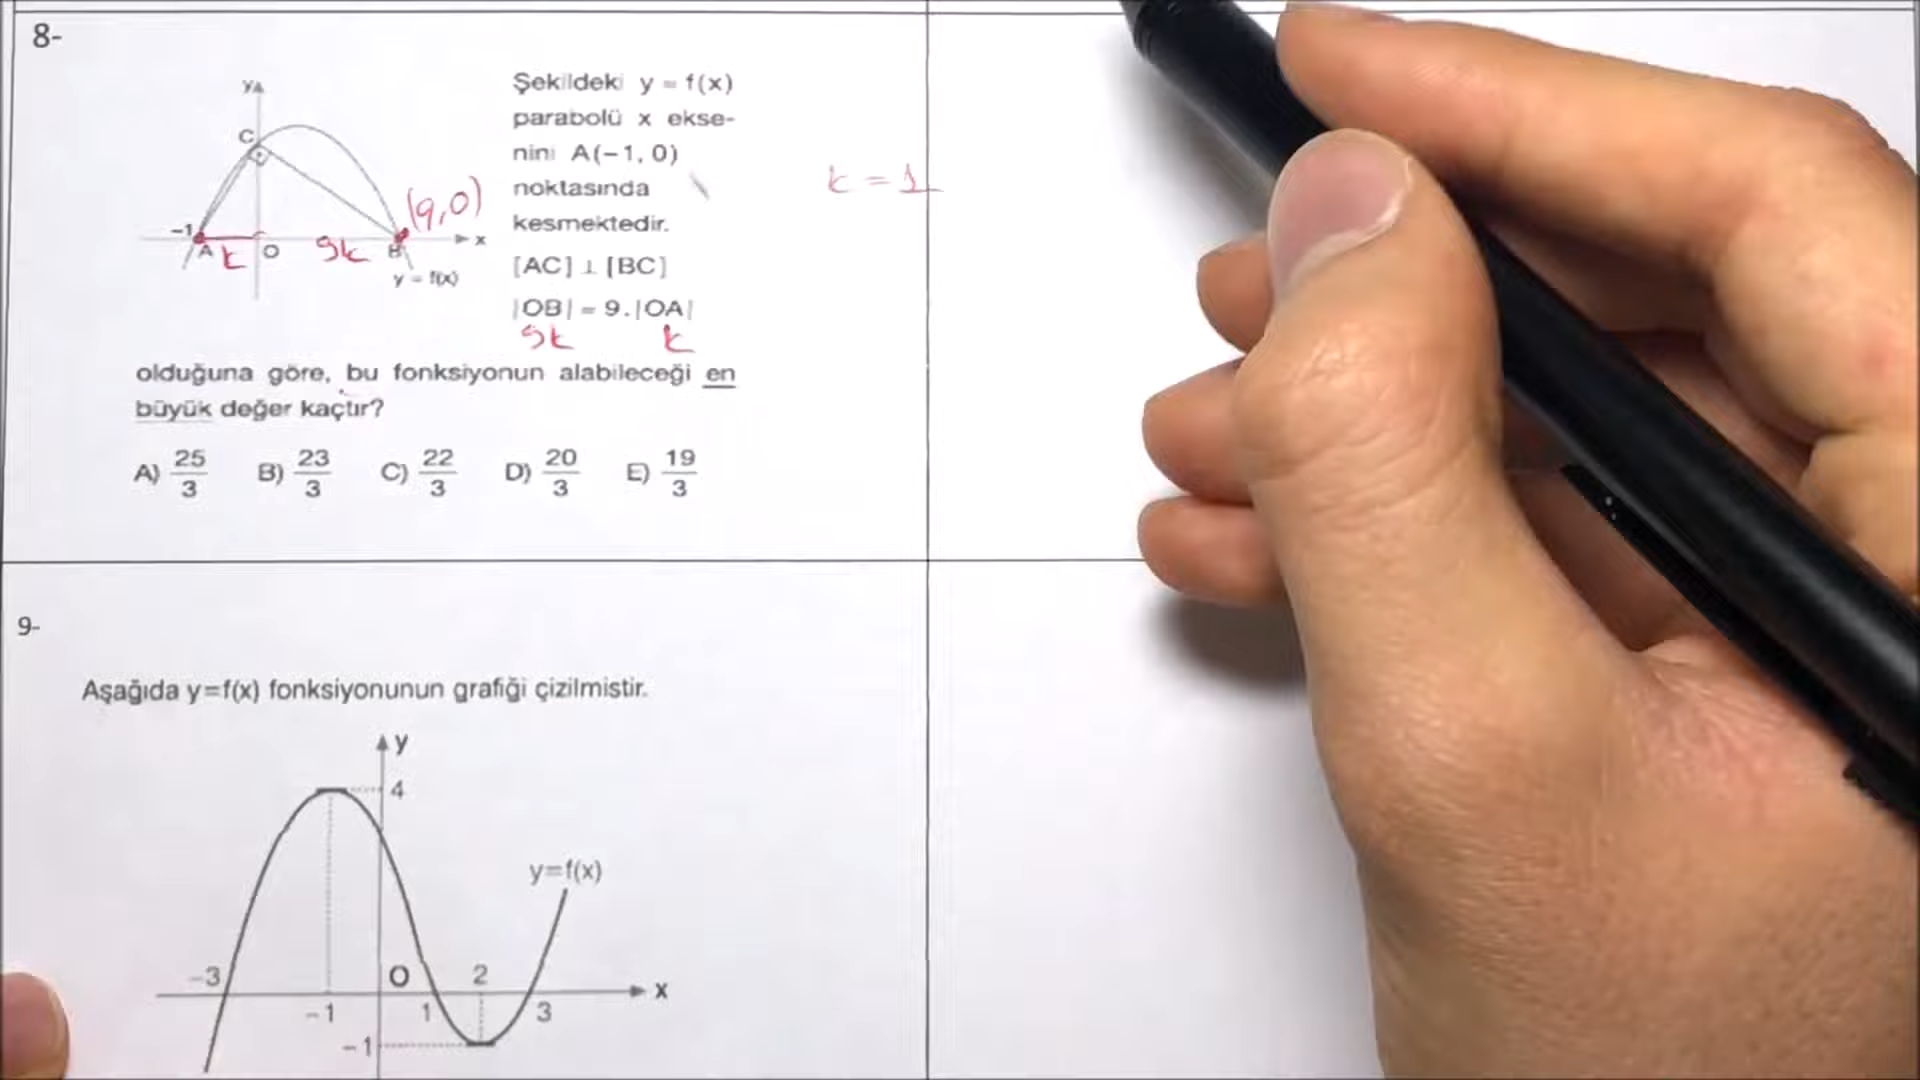 8-
y
C
(9,0)
-1
A
k
O
9k
B
x
y = f(x)
Şekildeki y = f(x)
parabolü x ekse-
nini A(-1, 0)
noktasında
kesmektedir.
[AC] ⊥ [BC]
|OB| = 9.|OA|
9k k
k = 1
olduğuna göre, bu fonksiyonun alabileceği en
büyük değer kaçtır?
A) 25/3 B) 23/3 C) 22/3 D) 20/3 E) 19/3
9-
Aşağıda y=f(x) fonksiyonunun grafiği çizilmistir.
y
4
y=f(x)
-3 O 2 x
-1 1 3
-1